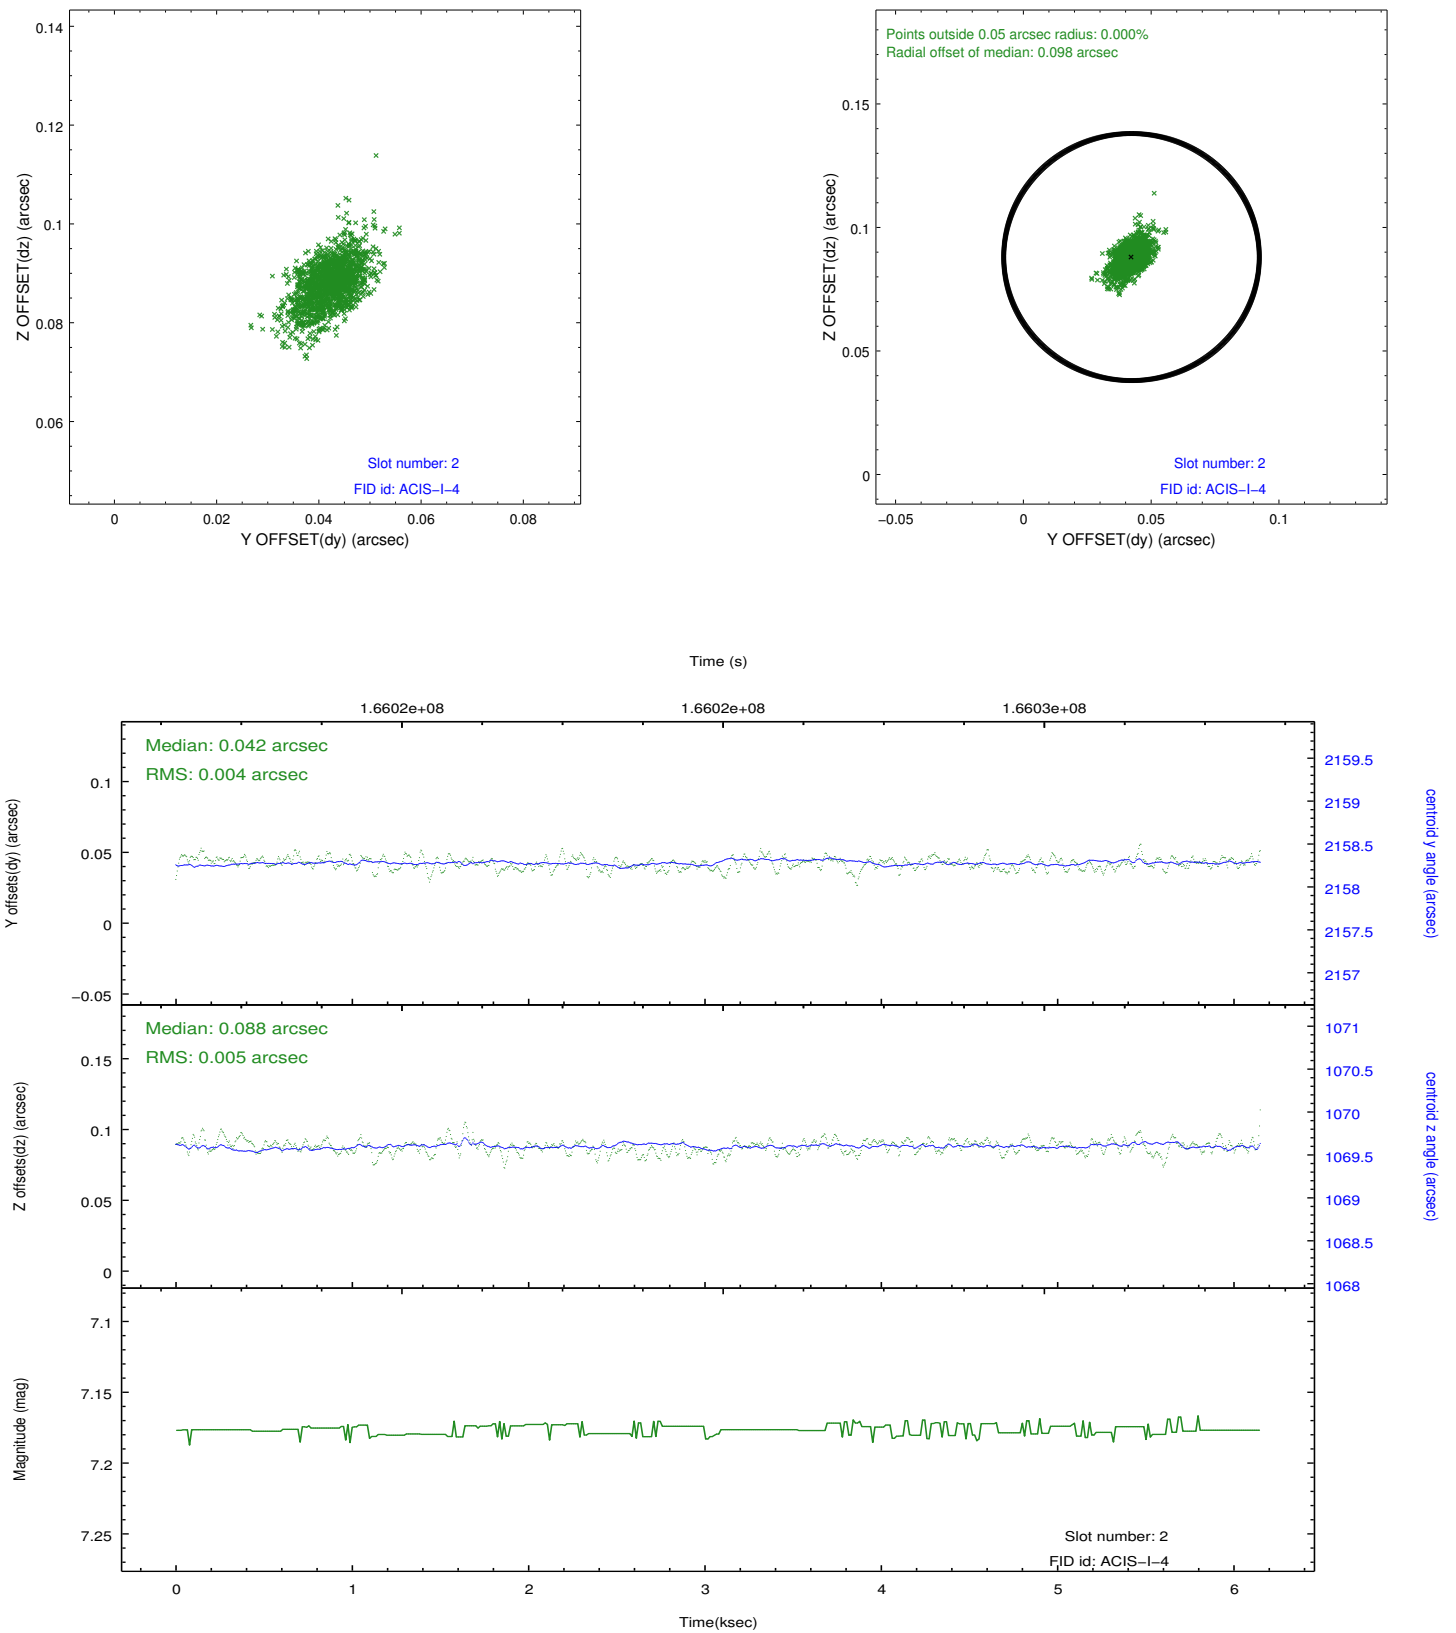 0.14
0.12
0.1
0.08
0.06
Z OFFSET(dz) (arcsec)
Slot number: 2
FID id: ACIS−I−4
0
0.02
0.04
0.06
0.08
Y OFFSET(dy) (arcsec)
Points outside 0.05 arcsec radius: 0.000%
Radial offset of median: 0.098 arcsec
0.15
0.1
0.05
0
Z OFFSET(dz) (arcsec)
Slot number: 2
FID id: ACIS−I−4
−0.05
0
0.05
0.1
Y OFFSET(dy) (arcsec)
Time (s)
1.6602e+08
1.6602e+08
1.6603e+08
Median: 0.042 arcsec
RMS: 0.004 arcsec
0.1
0.05
0
−0.05
Y offsets(dy) (arcsec)
2159.5
2159
2158.5
2158
2157.5
2157
centroid y angle (arcsec)
Median: 0.088 arcsec
RMS: 0.005 arcsec
0.15
0.1
0.05
0
Z offsets(dz) (arcsec)
1071
1070.5
1070
1069.5
1069
1068.5
1068
centroid z angle (arcsec)
7.1
7.15
7.2
7.25
Magnitude (mag)
Slot number: 2
FID id: ACIS−I−4
0
1
2
3
4
5
6
Time(ksec)